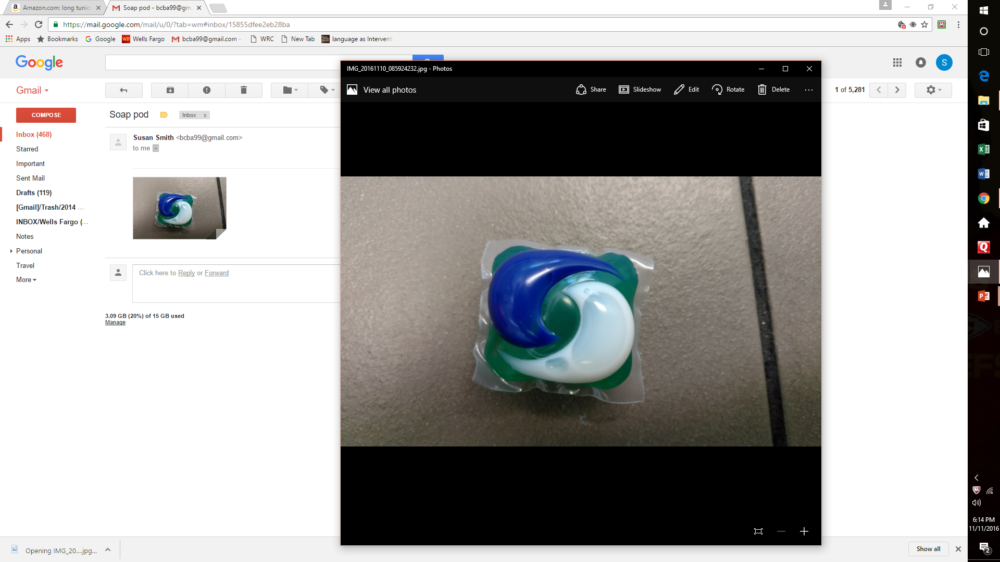 Amazon.com: long tunics
Soap pod - bcba99@gm
https://mail.google.com/mail/u/0/?tab=wm#inbox/15855dfee2eb28ba
Apps
Bookmarks
Google
WF
Wells Fargo
bcba99@gmail.com -
WRC
New Tab
language as Intervent
Google
S
Gmail
1 of 5,281
COMPOSE
Soap pod
Inbox x
Inbox (468)
Starred
Important
Sent Mail
Drafts (119)
[Gmail]/Trash/2014 ...
INBOX/Wells Fargo (...
Notes
Personal
Travel
More
Susan Smith <bcba99@gmail.com>
to me
Click here to Reply or Forward
3.09 GB (20%) of 15 GB used
Manage
IMG_20161110_085924232.jpg - Photos
View all photos
Share
Slideshow
Edit
Rotate
Delete
Opening IMG_20....jpg...
Show all
6:14 PM
11/11/2016
2